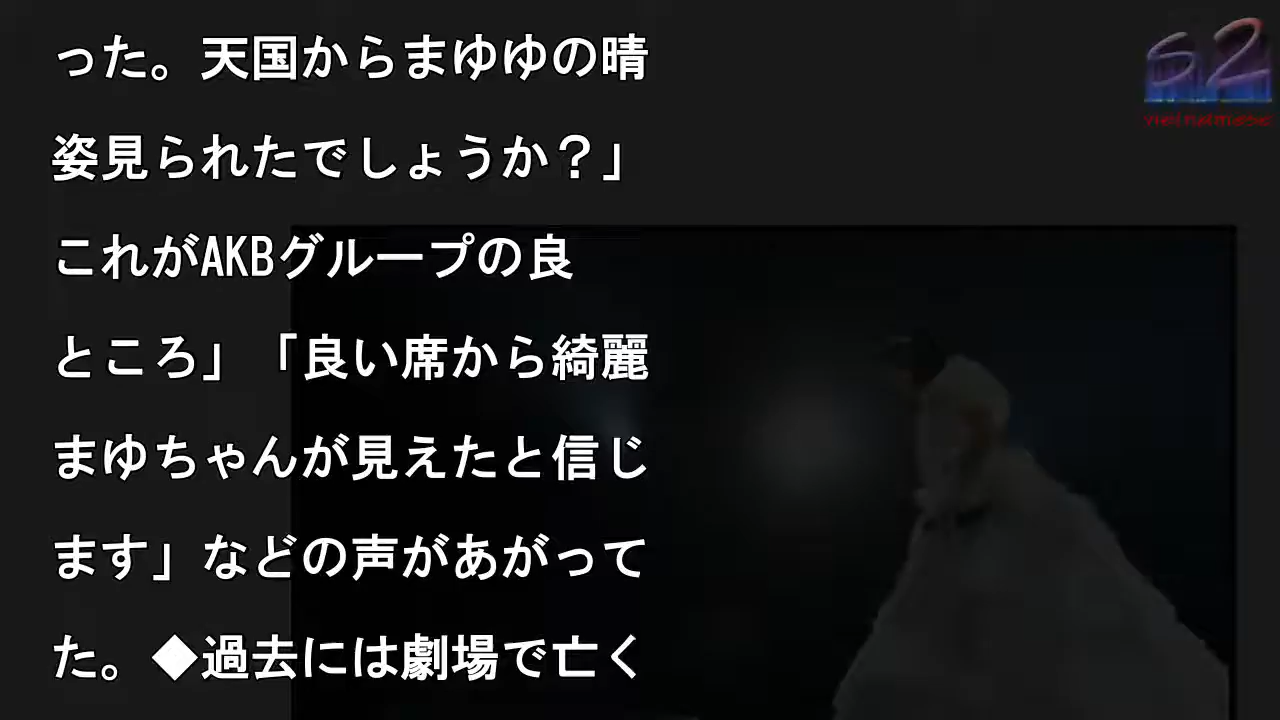 った。天国からまゆゆの晴
姿見られたでしょうか？」
これがAKBグループの良
ところ」「良い席から綺麗
まゆちゃんが見えたと信じ
ます」などの声があがって
た。◆過去には劇場で亡く
S2
vietnamese